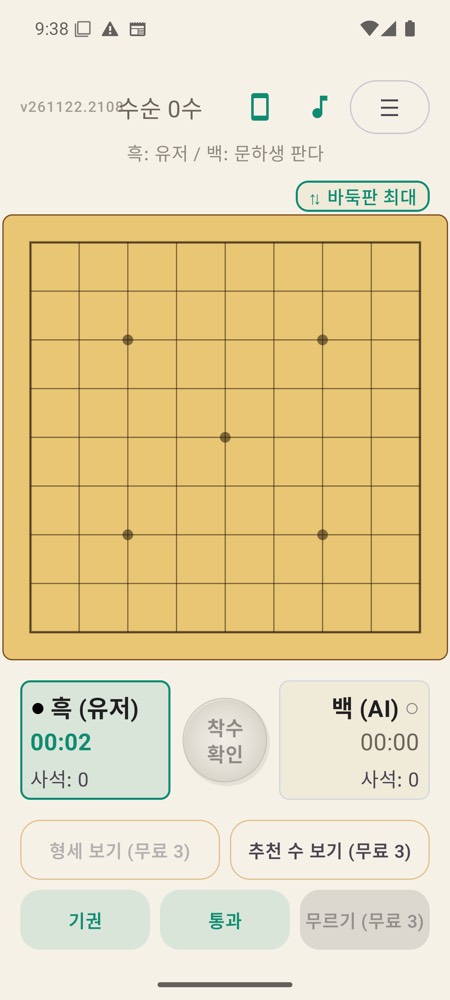 9:38
v261122.2108 수순 0수
흑: 유저 / 백: 문하생 판다
↑↓ 바둑판 최대
● 흑 (유저)
00:02
사석: 0
착수
확인
백 (AI) ○
00:00
사석: 0
형세 보기 (무료 3)
추천 수 보기 (무료 3)
기권
통과
무르기 (무료 3)